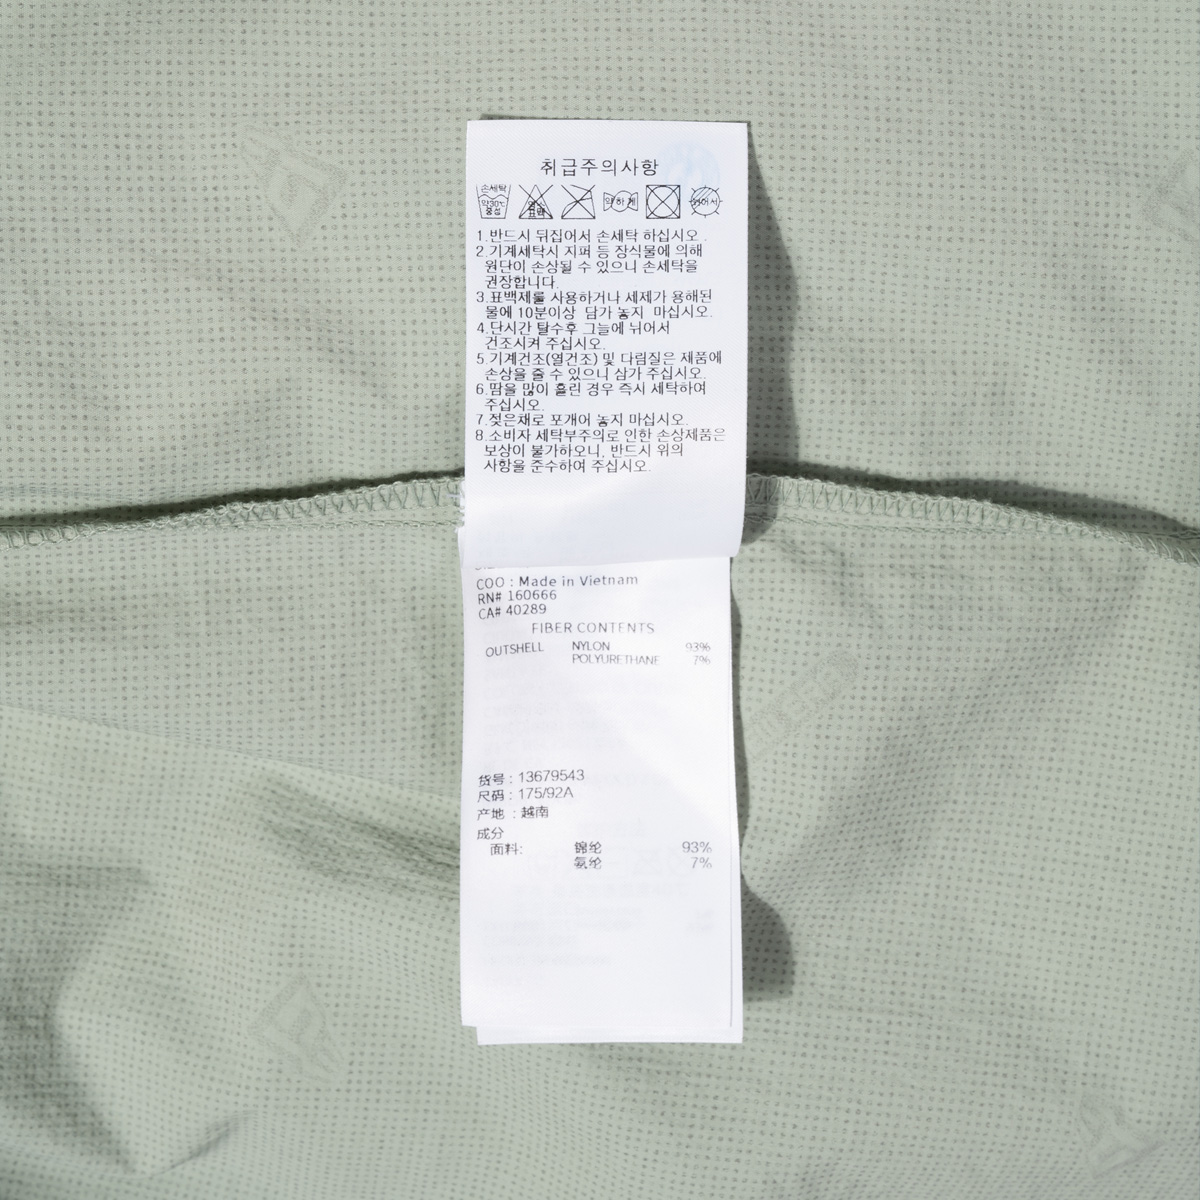 취급주의사항
손세탁
약30℃
중성
염소
표백
약하게
뉘어서
1.반드시 뒤집어서 손세탁 하십시오.
2.기계세탁시 지퍼 등 장식물에 의해
원단이 손상될 수 있으니 손세탁을
권장합니다.
3.표백제를 사용하거나 세제가 용해된
물에 10분이상 담가 놓지 마십시오.
4.단시간 탈수후 그늘에 뉘어서
건조시켜 주십시오.
5.기계건조(열건조) 및 다림질은 제품에
손상을 줄 수 있으니 삼가 주십시오.
6.땀을 많이 흘린 경우 즉시 세탁하여
주십시오.
7.젖은채로 포개어 놓지 마십시오.
8.소비자 세탁부주의로 인한 손상제품은
보상이 불가하오니, 반드시 위의
사항을 준수하여 주십시오.
COO : Made in Vietnam
RN# 160666
CA# 40289
FIBER CONTENTS
OUTSHELL NYLON 93%
POLYURETHANE 7%
货号 : 13679543
尺码 : 175/92A
产地 : 越南
成分
面料: 锦纶 93%
氨纶 7%